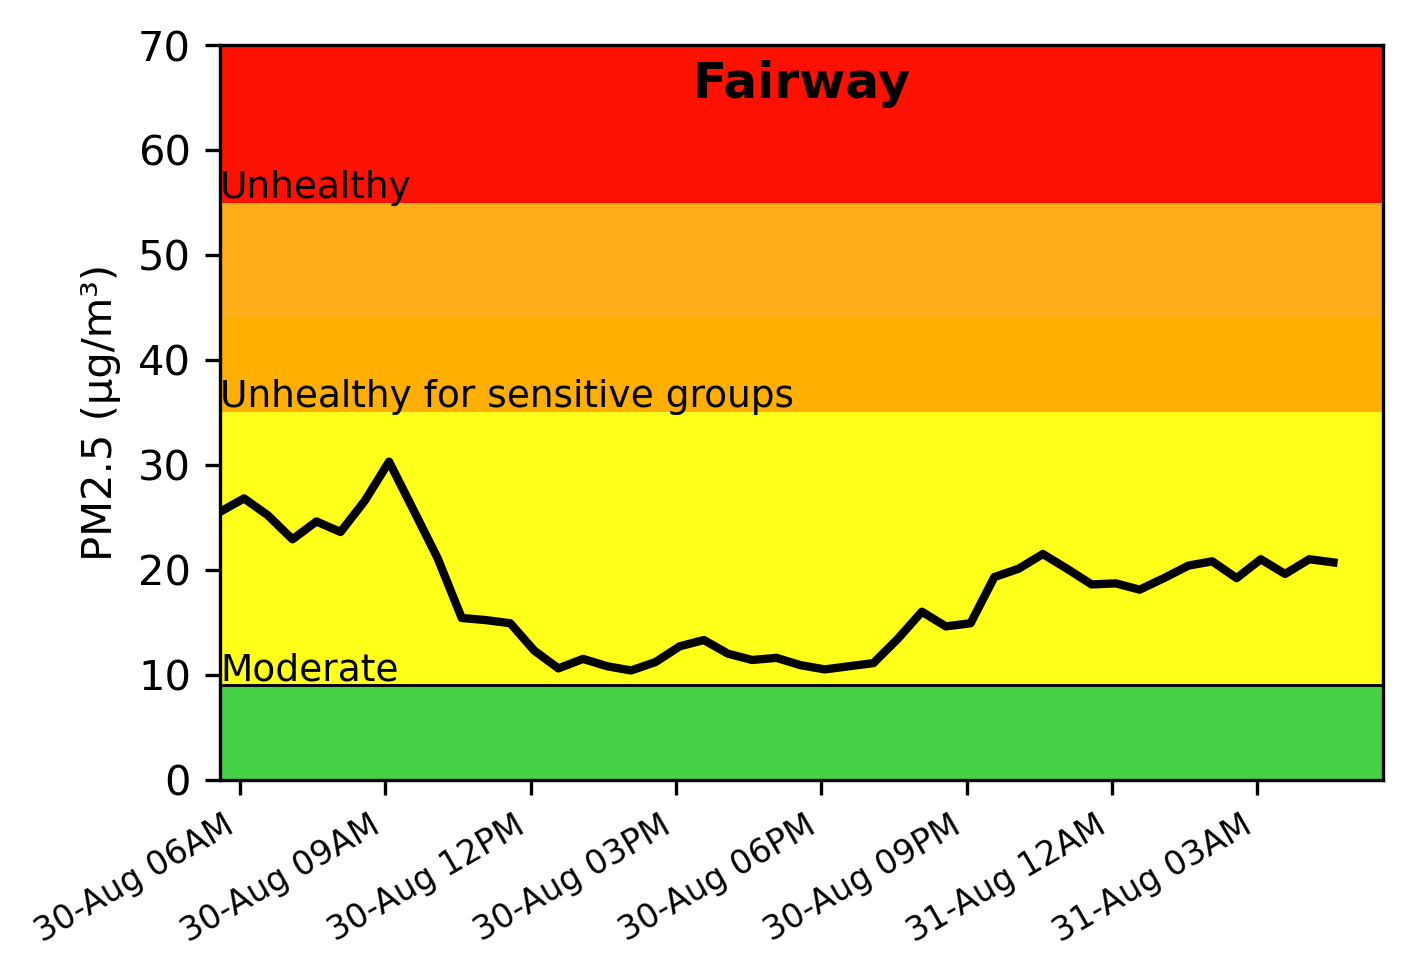 Fairway
PM2.5 (μg/m³)
70
60
50
40
30
20
10
0
Unhealthy
Unhealthy for sensitive groups
Moderate
30-Aug 06AM
30-Aug 09AM
30-Aug 12PM
30-Aug 03PM
30-Aug 06PM
30-Aug 09PM
31-Aug 12AM
31-Aug 03AM